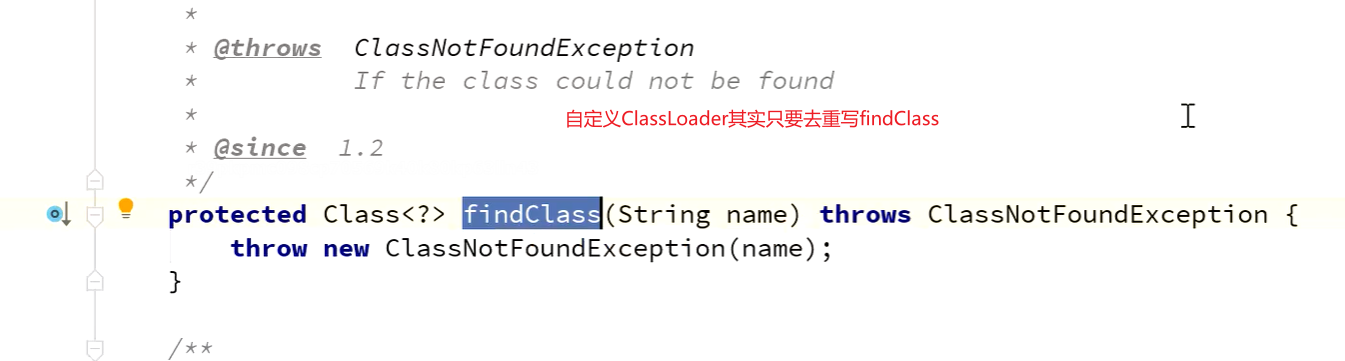 *
* @throws ClassNotFoundException
* If the class could not be found
*
自定义ClassLoader其实只要去重写findClass
* @since 1.2
*/
protected Class<?> findClass(String name) throws ClassNotFoundException {
throw new ClassNotFoundException(name);
}
/**